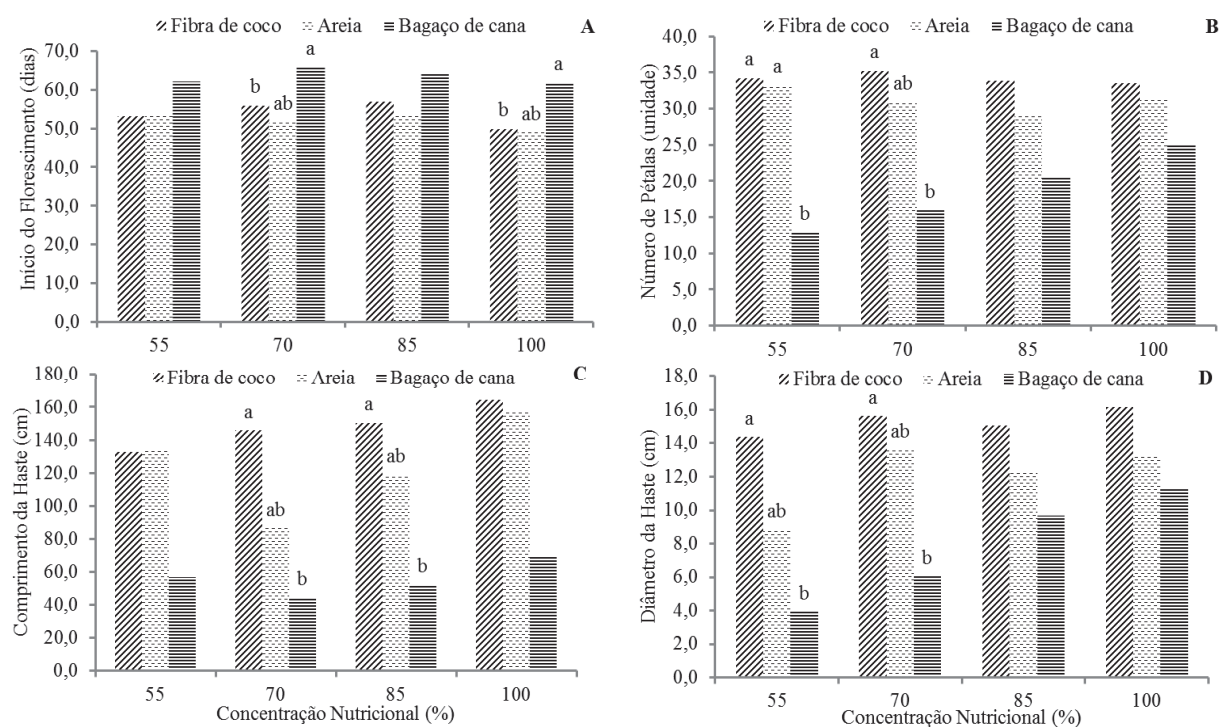 Fibra de coco Areia Bagaço de cana A
70,0
60,0
50,0
40,0
30,0
20,0
10,0
0,0
Início do Florescimento (dias)
b ab a
b ab a
55 70 85 100
Fibra de coco Areia Bagaço de cana B
40,0
35,0
30,0
25,0
20,0
15,0
10,0
5,0
0,0
Número de Pétalas (unidade)
a a b
a ab b
55 70 85 100
Fibra de coco Areia Bagaço de cana C
180,0
160,0
140,0
120,0
100,0
80,0
60,0
40,0
20,0
0,0
Comprimento da Haste (cm)
a ab b
a ab b
55 70 85 100
Concentração Nutricional (%)
Fibra de coco Areia Bagaço de cana D
18,0
16,0
14,0
12,0
10,0
8,0
6,0
4,0
2,0
0,0
Diâmetro da Haste (cm)
a ab b
a ab b
55 70 85 100
Concentração Nutricional (%)